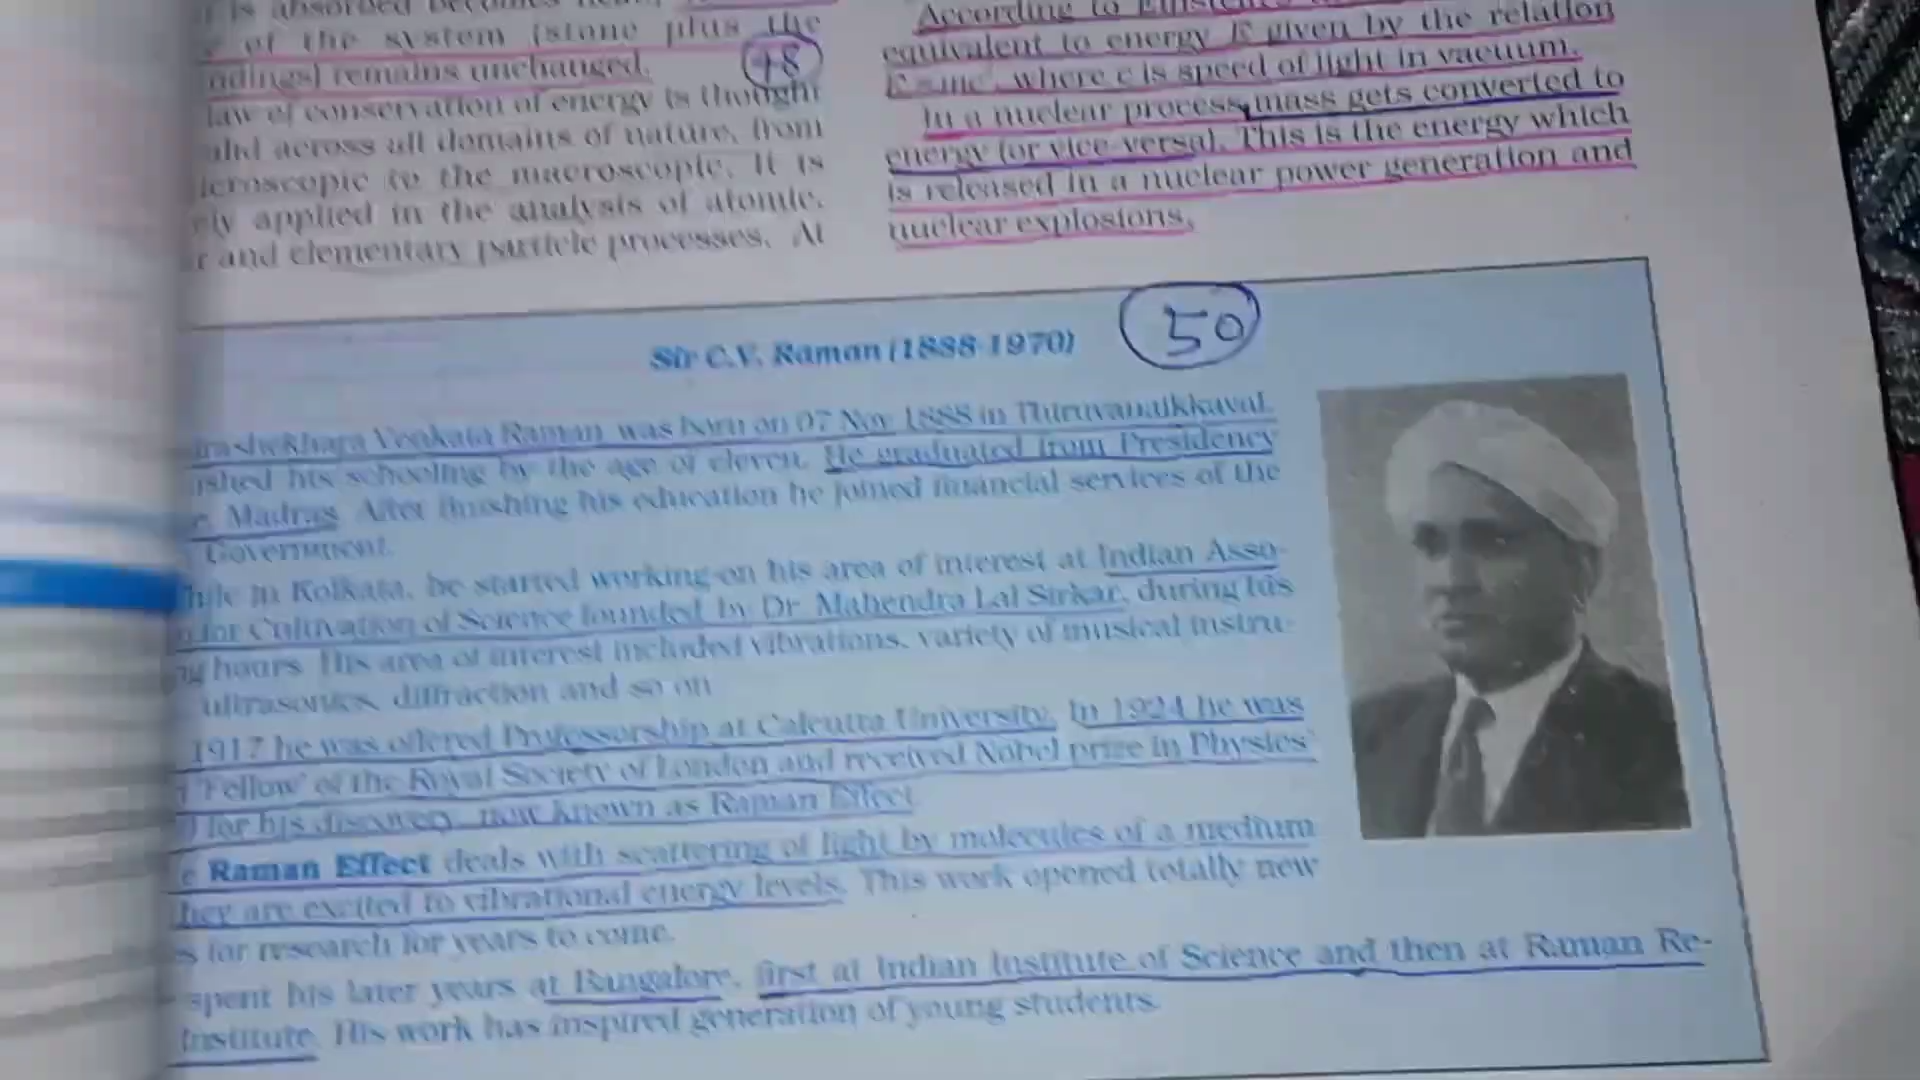 is absorbed becomes
of the system (stone plus the
ndings) remains unchanged.
48
law of conservation of energy is thought
across all domains of nature, from
icroscopic to the macroscopic. It is
ely applied in the analysis of atomic,
r and elementary particle processes. At
According to
equivalent to energy E given by the relation
E = mc², where c is speed of light in vacuum.
In a nuclear process mass gets converted to
energy (or vice-versa). This is the energy which
is released in a nuclear power generation and
nuclear explosions.
Sir C.V. Raman (1888-1970)
50
drashekhara Venkata Raman was born on 07 Nov 1888 in Thiruvanaikkaval.
ished his schooling by the age of eleven. He graduated from Presidency
e, Madras. After finishing his education he joined financial services of the
Government.
hile in Kolkata, he started working on his area of interest at Indian Asso-
n for Cultivation of Science founded by Dr. Mahendra Lal Sirkar, during his
ng hours. His area of interest included vibrations, variety of musical instru-
ultrasonics, diffraction and so on
1917 he was offered Professorship at Calcutta University. In 1924 he was
'Fellow' of the Royal Society of London and received Nobel prize in Physics
) for his discovery, now known as Raman Effect
e Raman Effect deals with scattering of light by molecules of a medium
hey are excited to vibrational energy levels. This work opened totally new
s for research for years to come.
spent his later years at Bangalore, first at Indian Institute of Science and then at Raman Re-
Institute. His work has inspired generation of young students.